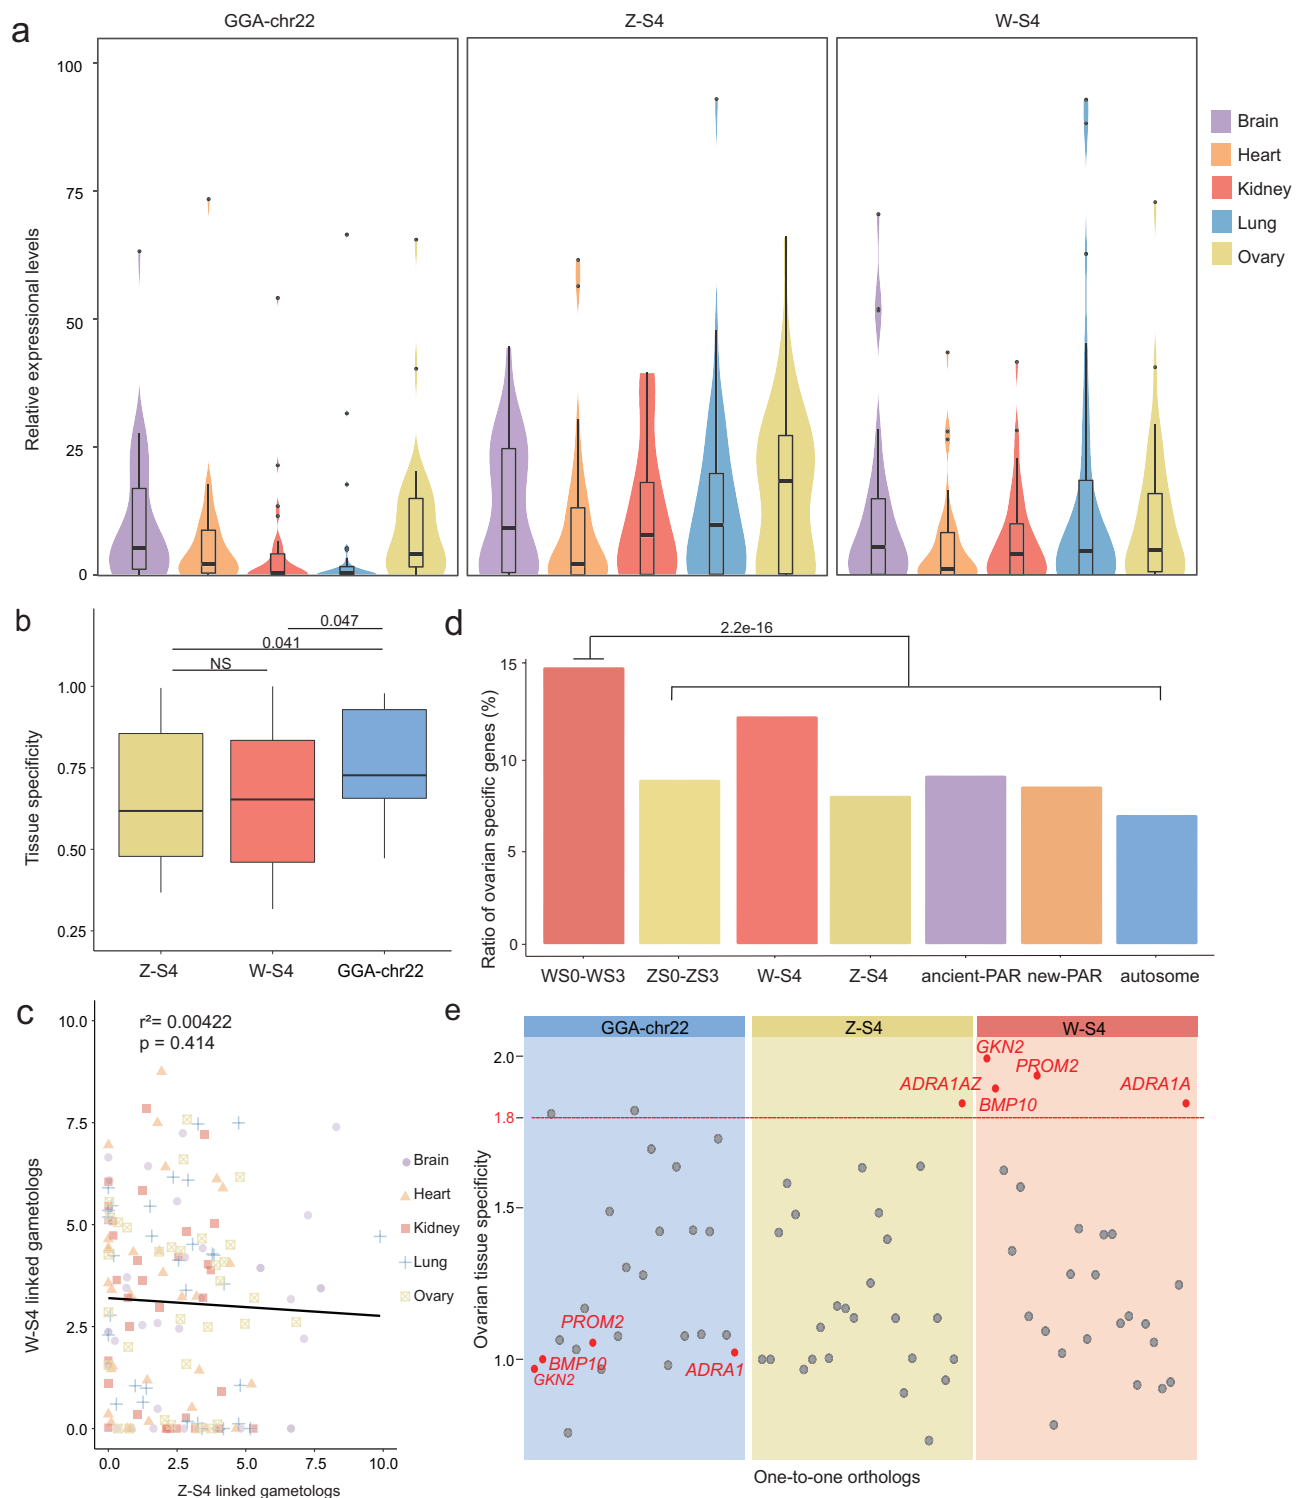 a
GGA-chr22
Z-S4
W-S4
Relative expressional levels
100
75
50
25
0
Brain
Heart
Kidney
Lung
Ovary
b
Tissue specificity
1.00
0.75
0.50
0.25
0.047
0.041
NS
Z-S4
W-S4
GGA-chr22
d
Ratio of ovarian specific genes (%)
15
10
5
0
2.2e-16
WS0-WS3
ZS0-ZS3
W-S4
Z-S4
ancient-PAR
new-PAR
autosome
c
W-S4 linked gametologs
10.0
7.5
5.0
2.5
0.0
r²= 0.00422
p = 0.414
Brain
Heart
Kidney
Lung
Ovary
0.0
2.5
5.0
7.5
10.0
Z-S4 linked gametologs
e
Ovarian tissue specificity
2.0
1.8
1.5
1.0
GGA-chr22
Z-S4
W-S4
GKN2
PROM2
ADRA1AZ
BMP10
ADRA1A
PROM2
BMP10
GKN2
ADRA1
One-to-one orthologs